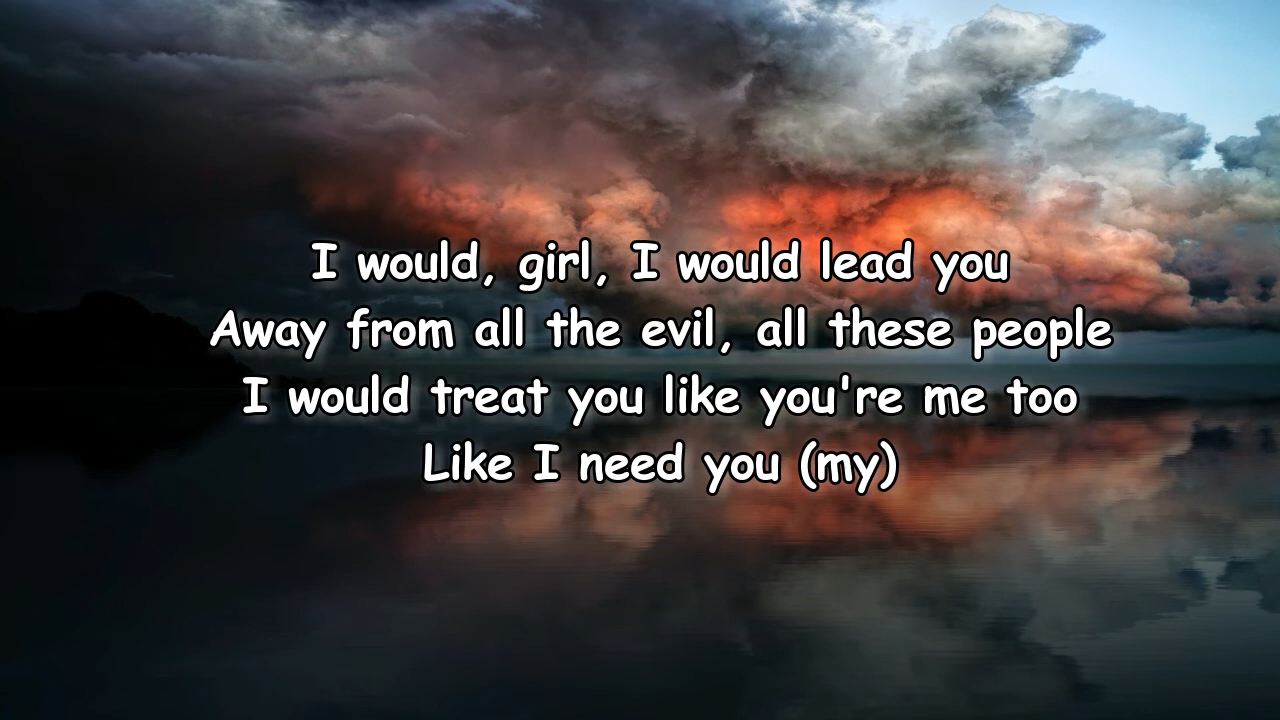 I would, girl, I would lead you
Away from all the evil, all these people
I would treat you like you're me too
Like I need you (my)